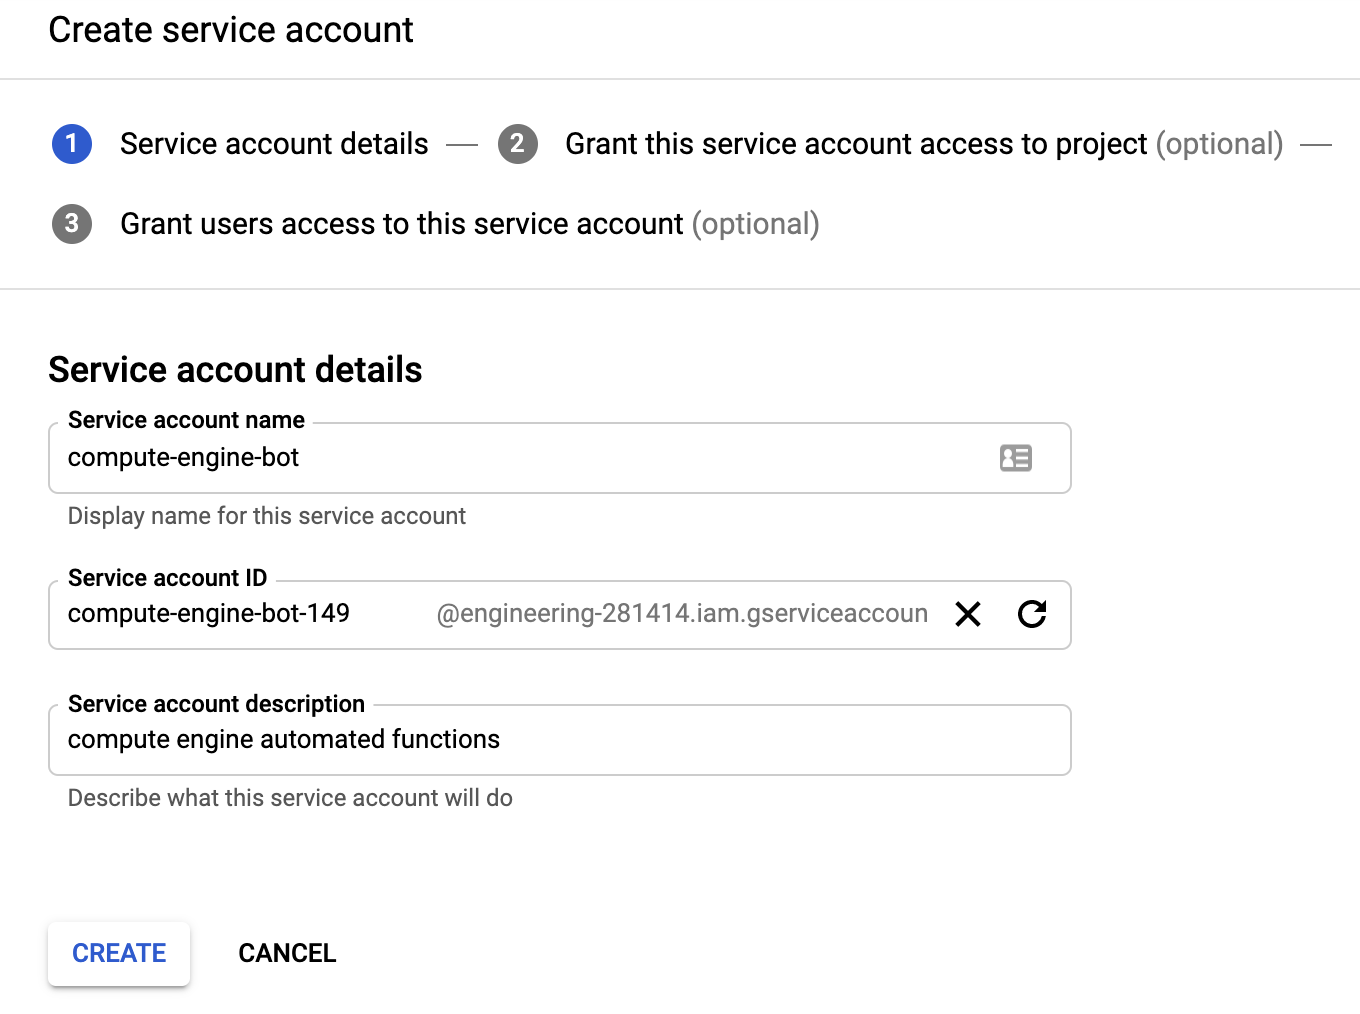 Create service account
1 Service account details — 2 Grant this service account access to project (optional) —
3 Grant users access to this service account (optional)
Service account details
Service account name
compute-engine-bot
Display name for this service account
Service account ID
compute-engine-bot-149 @engineering-281414.iam.gserviceaccoun
Service account description
compute engine automated functions
Describe what this service account will do
CREATE CANCEL